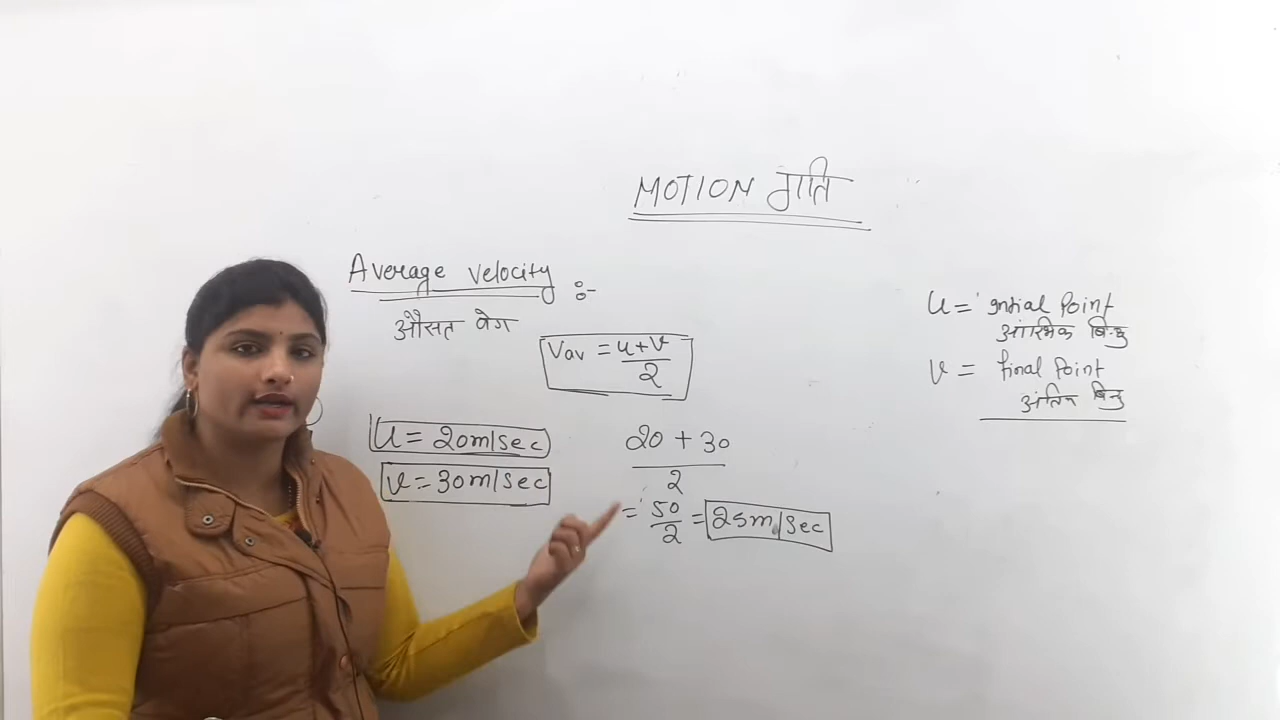 MOTION गति
Average velocity :-
औसत वेग
Vav = u+v
2
u = 20m/sec
v = 30m/sec
20 + 30
2
= 50
2
= 25m/sec
u = initial Point
आरंभिक बिन्दु
v = final Point
अंतिम बिन्दु